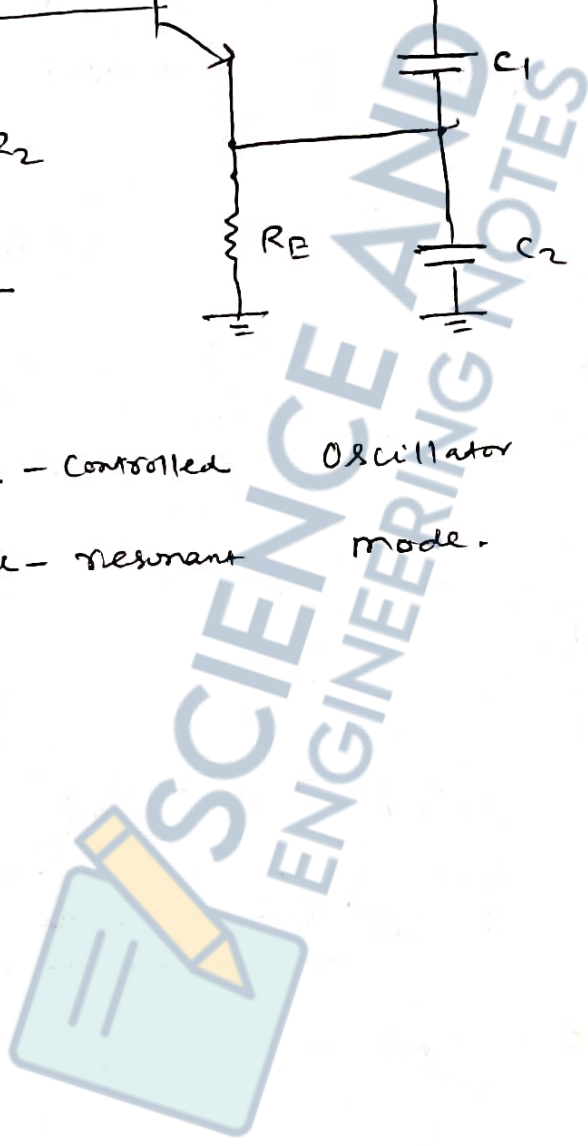 C1
R2
RE
C2
- Controlled Oscillator
- resonant mode.
SCIENCE AND
ENGINEERING NOTES